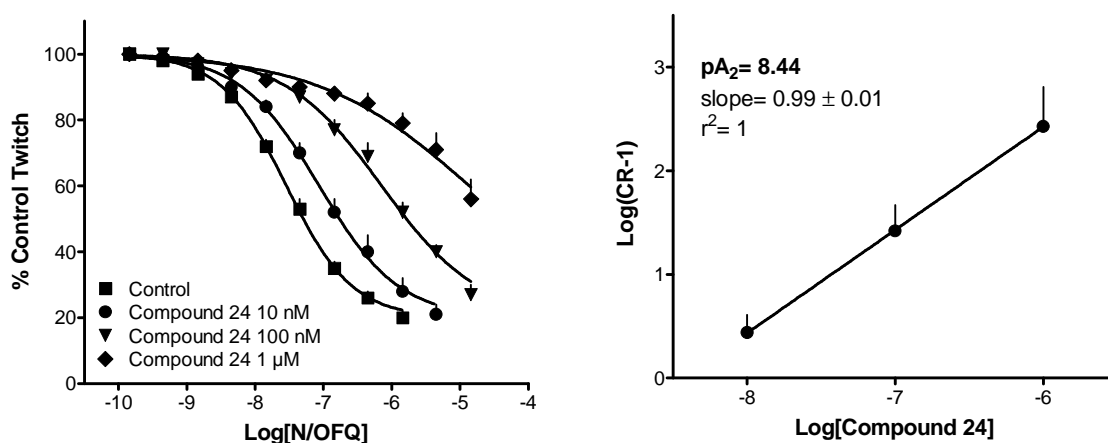 % Control Twitch
100
80
60
40
20
0
Control
Compound 24 10 nM
Compound 24 100 nM
Compound 24 1 µM
-10 -9 -8 -7 -6 -5 -4
Log[N/OFQ]
Log(CR-1)
3
2
1
0
pA₂= 8.44
slope= 0.99 ± 0.01
r²= 1
-8 -7 -6
Log[Compound 24]